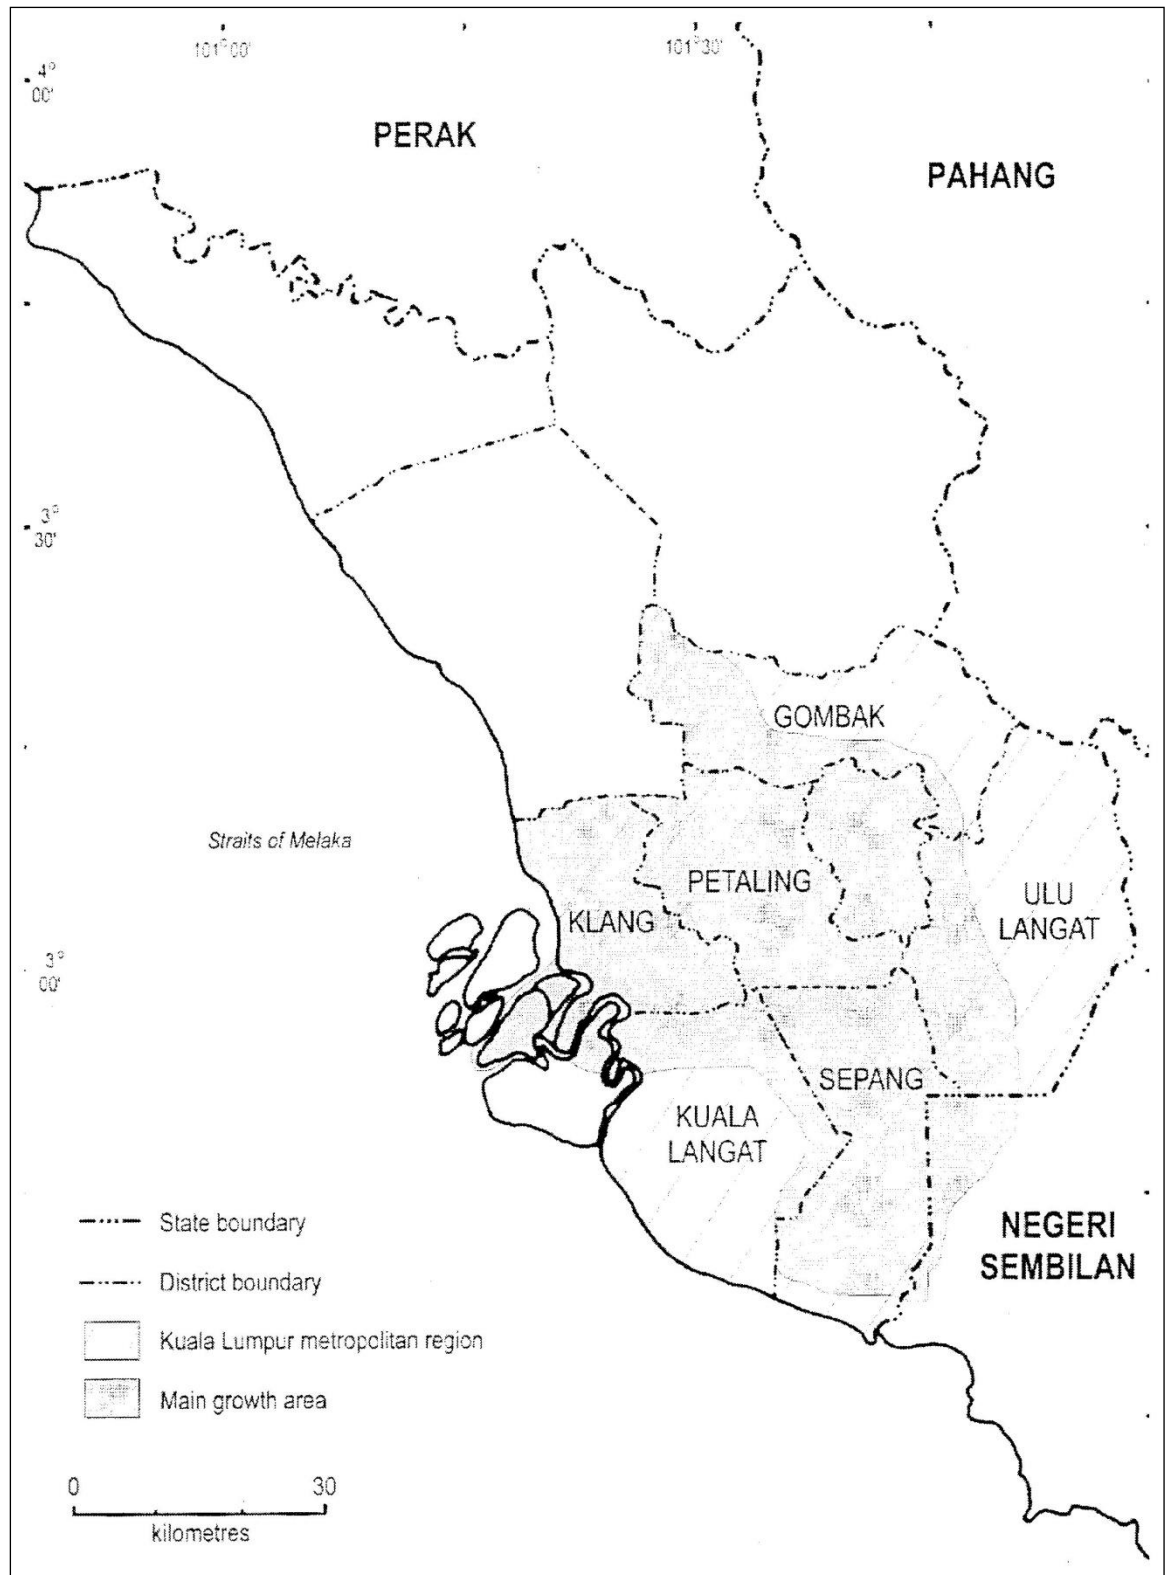 101°00'
101°30'
4°
00'
PERAK
PAHANG
3°
30'
GOMBAK
Straits of Melaka
PETALING
KLANG
ULU
LANGAT
3°
00'
SEPANG
KUALA
LANGAT
NEGERI
SEMBILAN
State boundary
District boundary
Kuala Lumpur metropolitan region
Main growth area
0 30
kilometres